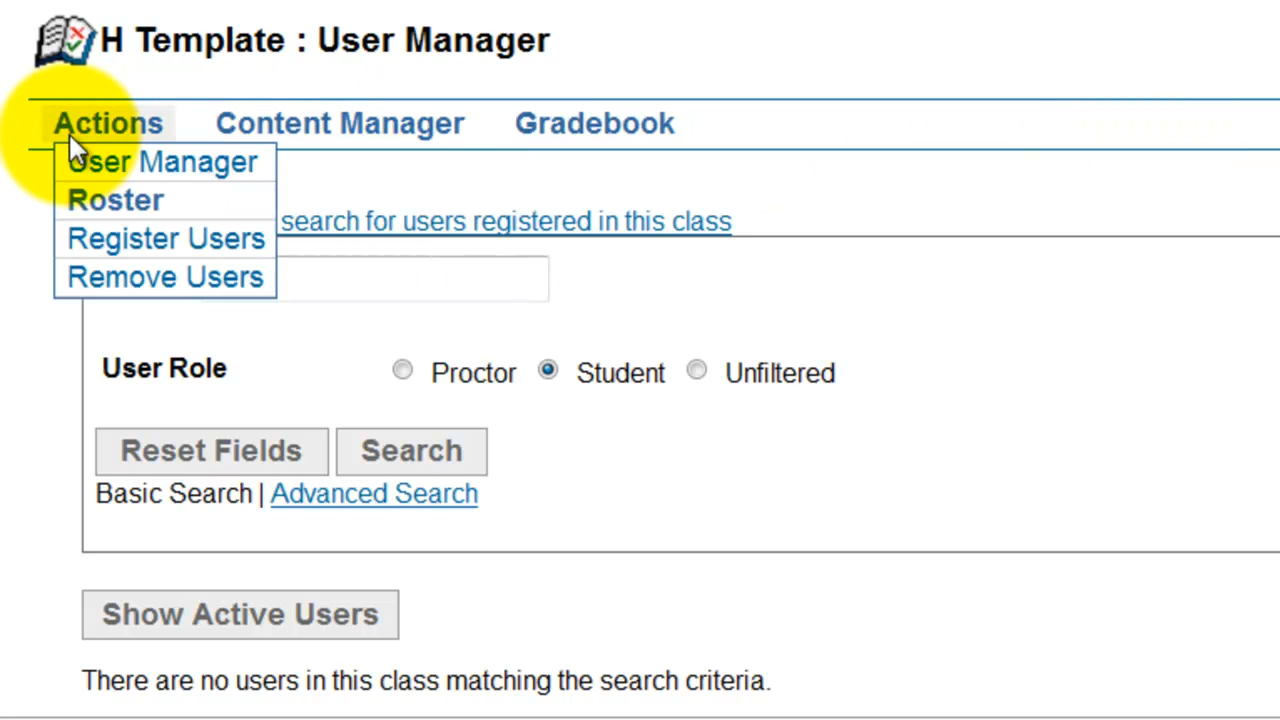 H Template : User Manager
Actions Content Manager Gradebook
User Manager
Roster
search for users registered in this class
Register Users
Remove Users
User Role Proctor Student Unfiltered
Reset Fields Search
Basic Search | Advanced Search
Show Active Users
There are no users in this class matching the search criteria.